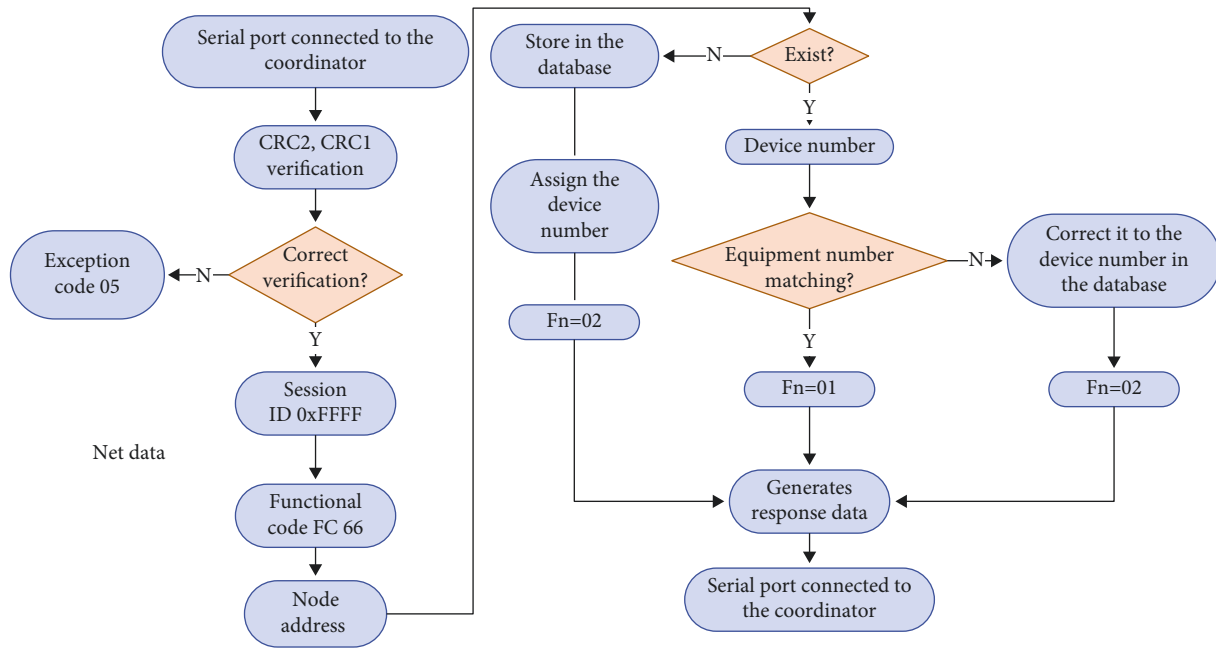 Serial port connected to the
coordinator
CRC2, CRC1
verification
Correct
verification?
N
Exception
code 05
Y
Session
ID 0xFFFF
Net data
Functional
code FC 66
Node
address
Exist?
N
Store in the
database
Assign the
device
number
Fn=02
Y
Device number
Equipment number
matching?
N
Correct it to the
device number in
the database
Fn=02
Y
Fn=01
Generates
response data
Serial port connected to
the coordinator